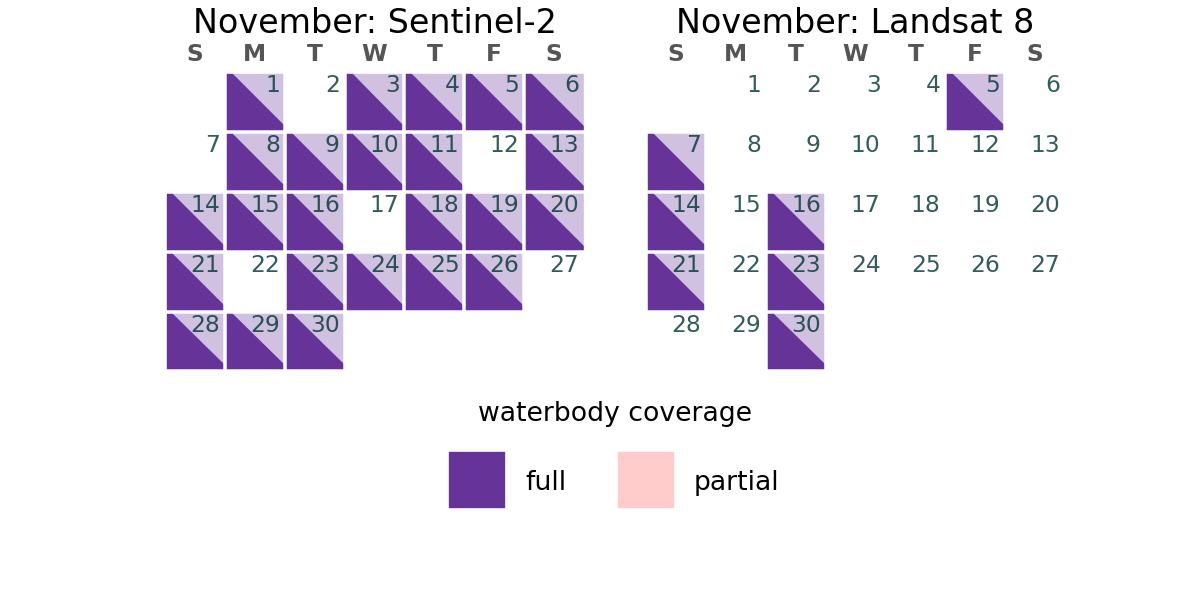 November: Sentinel-2
S M T W T F S
1 2 3 4 5 6
7 8 9 10 11 12 13
14 15 16 17 18 19 20
21 22 23 24 25 26 27
28 29 30
November: Landsat 8
S M T W T F S
1 2 3 4 5 6
7 8 9 10 11 12 13
14 15 16 17 18 19 20
21 22 23 24 25 26 27
28 29 30
waterbody coverage
full partial